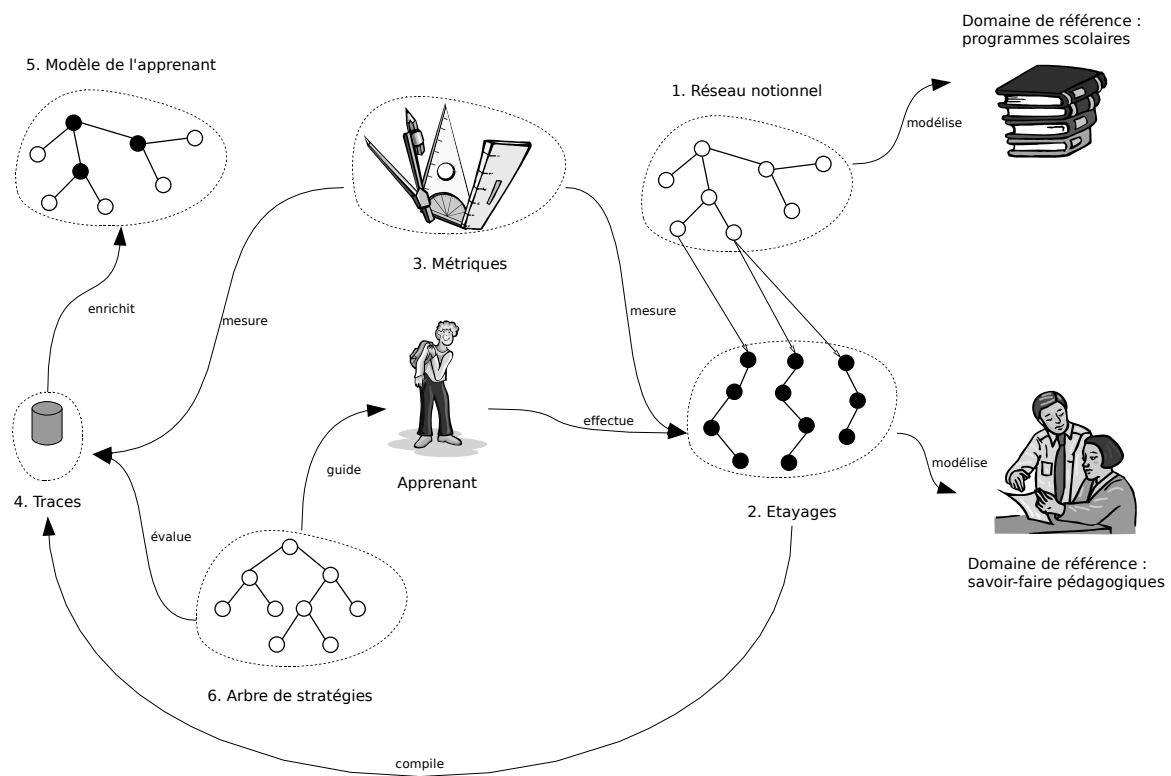 Domaine de référence :
programmes scolaires
5. Modèle de l'apprenant
1. Réseau notionnel
modélise
3. Métriques
enrichit
mesure
mesure
effectue
guide
modélise
Apprenant
4. Traces
2. Etayages
évalue
Domaine de référence :
savoir-faire pédagogiques
6. Arbre de stratégies
compile